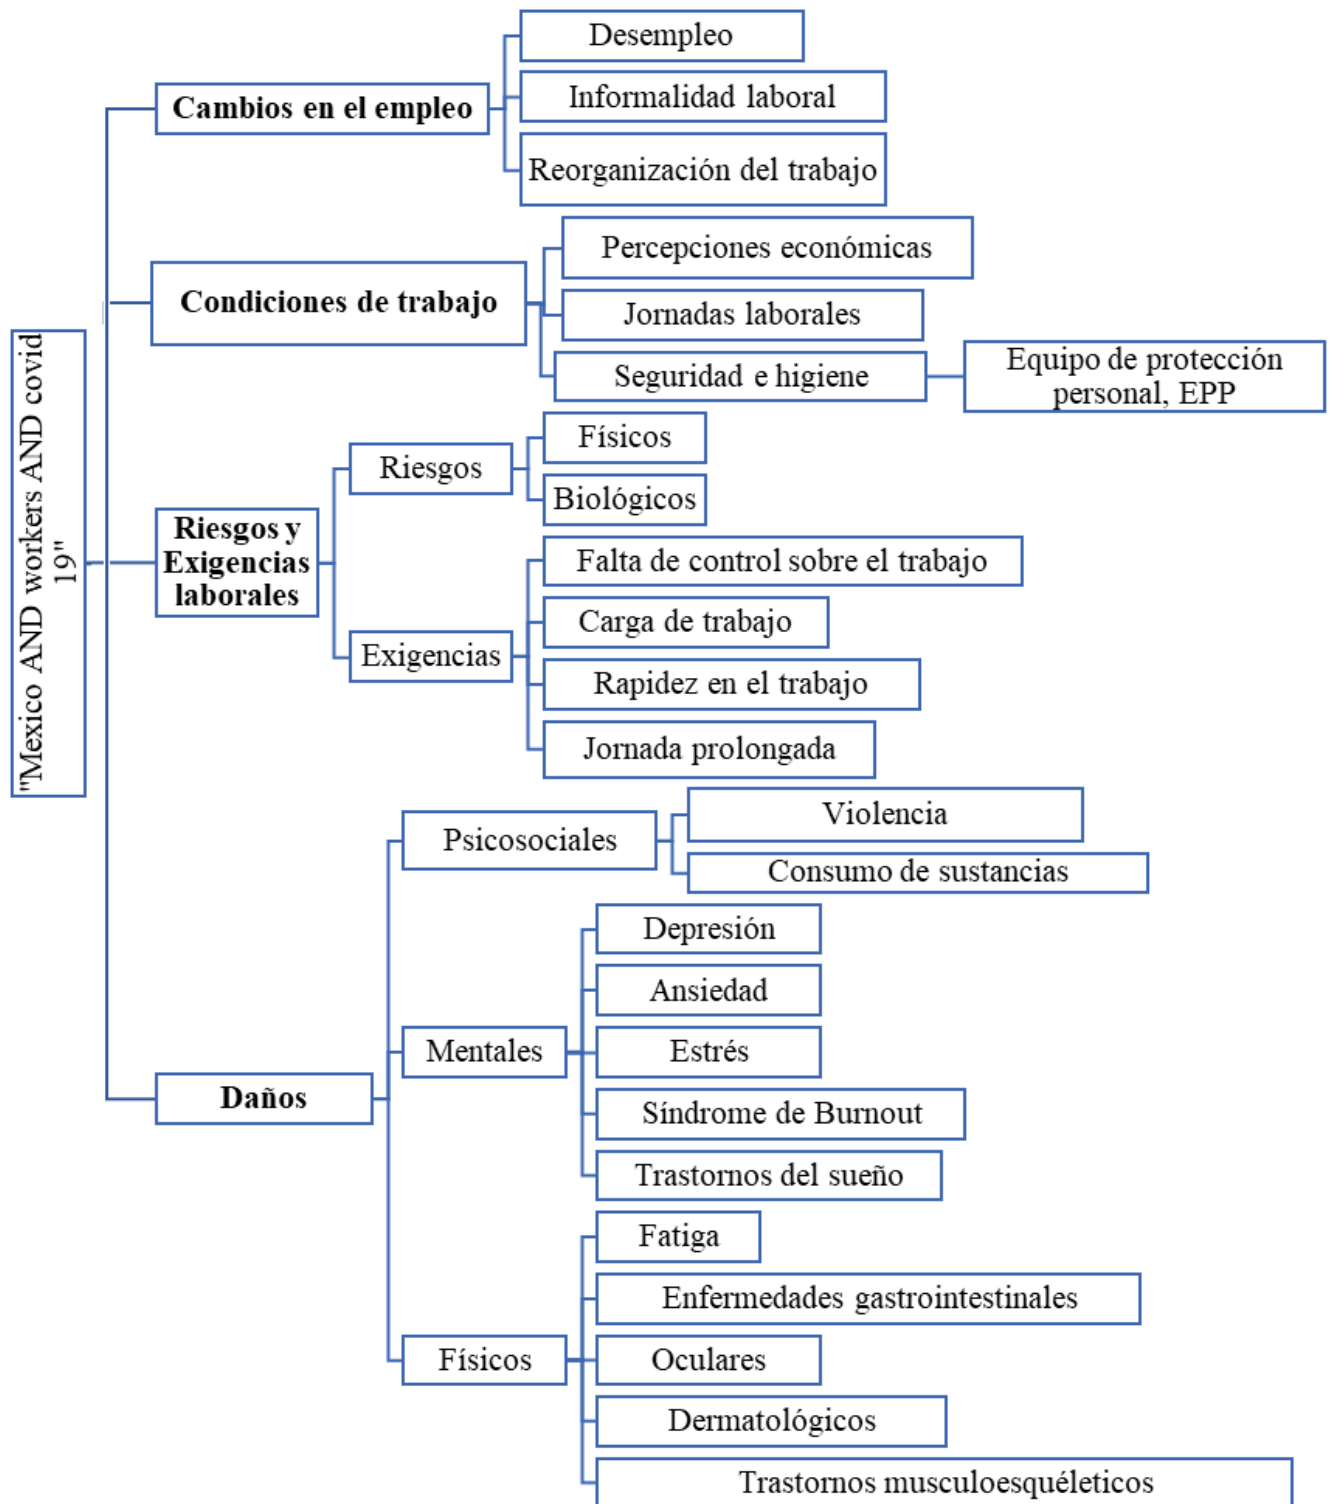 "Mexico AND workers AND covid
19"
Cambios en el empleo
Desempleo
Informalidad laboral
Reorganización del trabajo
Condiciones de trabajo
Percepciones económicas
Jornadas laborales
Seguridad e higiene
Equipo de protección
personal, EPP
Riesgos y
Exigencias
laborales
Riesgos
Físicos
Biológicos
Exigencias
Falta de control sobre el trabajo
Carga de trabajo
Rapidez en el trabajo
Jornada prolongada
Daños
Psicosociales
Violencia
Consumo de sustancias
Mentales
Depresión
Ansiedad
Estrés
Síndrome de Burnout
Trastornos del sueño
Físicos
Fatiga
Enfermedades gastrointestinales
Oculares
Dermatológicos
Trastornos musculoesquéleticos